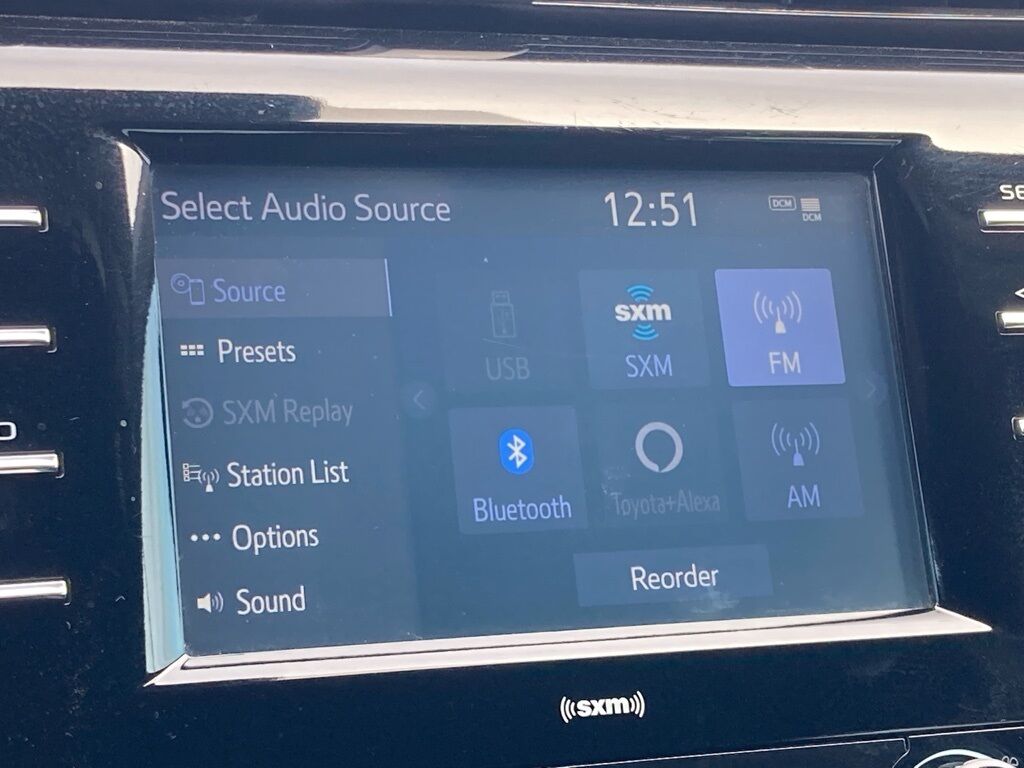 Select Audio Source
12:51
DCM
DCM
Source
Presets
SXM Replay
Station List
Options
Sound
USB
sxm
SXM
FM
Bluetooth
Toyota+Alexa
AM
Reorder
sxm